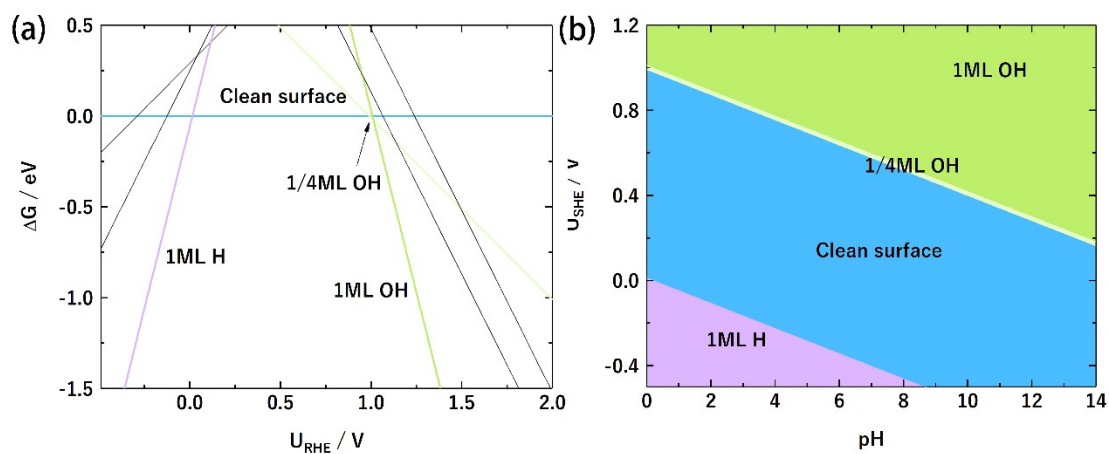 (a)
0.5
0.0
-0.5
-1.0
-1.5
ΔG / eV
Clean surface
1/4ML OH
1ML H
1ML OH
0.0 0.5 1.0 1.5 2.0
U_RHE / V
(b)
1.2
0.8
0.4
0.0
-0.4
U_SHE / V
1ML OH
1/4ML OH
Clean surface
1ML H
0 2 4 6 8 10 12 14
pH